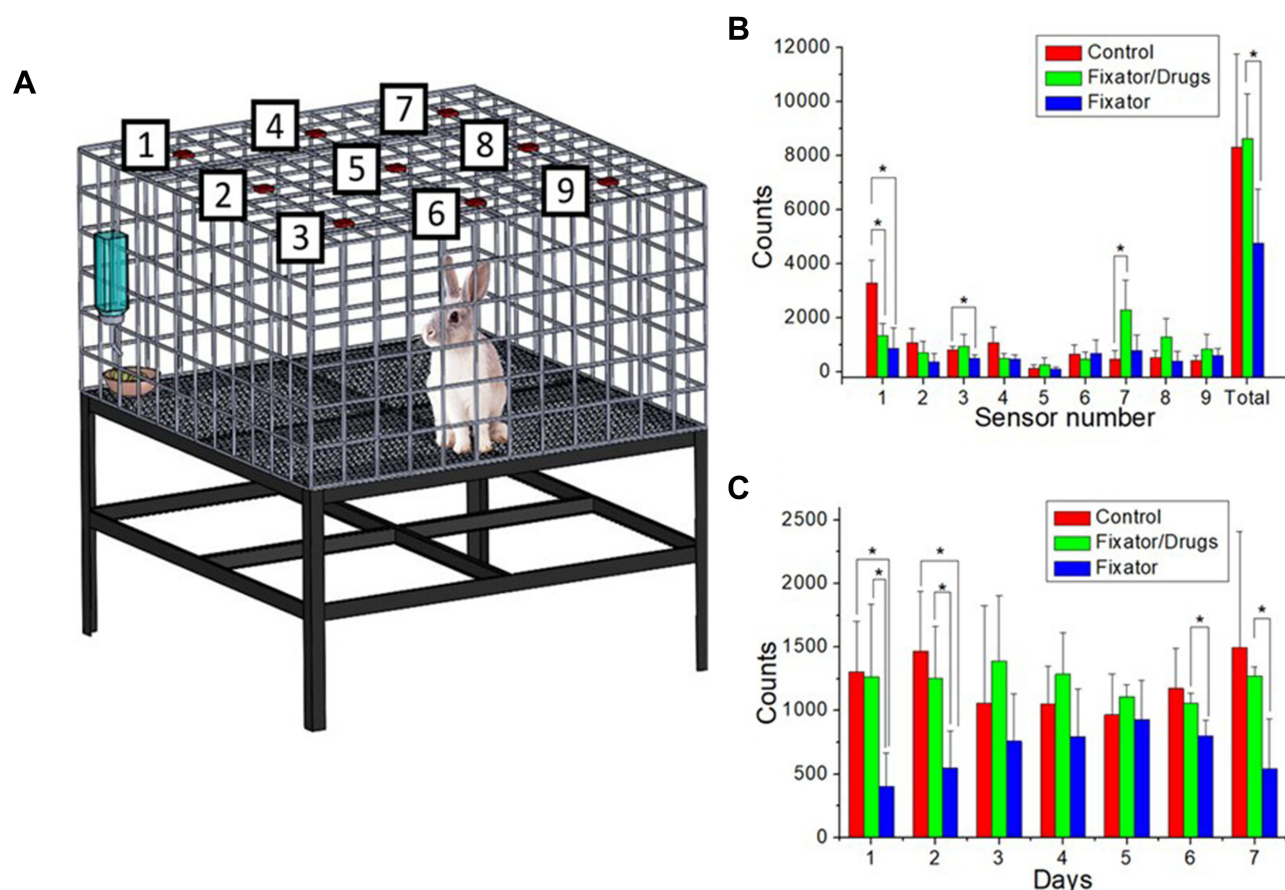 A
1
4
7
2
5
8
3
6
9
B
Control
Fixator/Drugs
Fixator
Counts
12000
10000
8000
6000
4000
2000
0
*
*
*
*
*
1 2 3 4 5 6 7 8 9 Total
Sensor number
C
Control
Fixator/Drugs
Fixator
Counts
2500
2000
1500
1000
500
0
*
*
*
*
*
*
1 2 3 4 5 6 7
Days